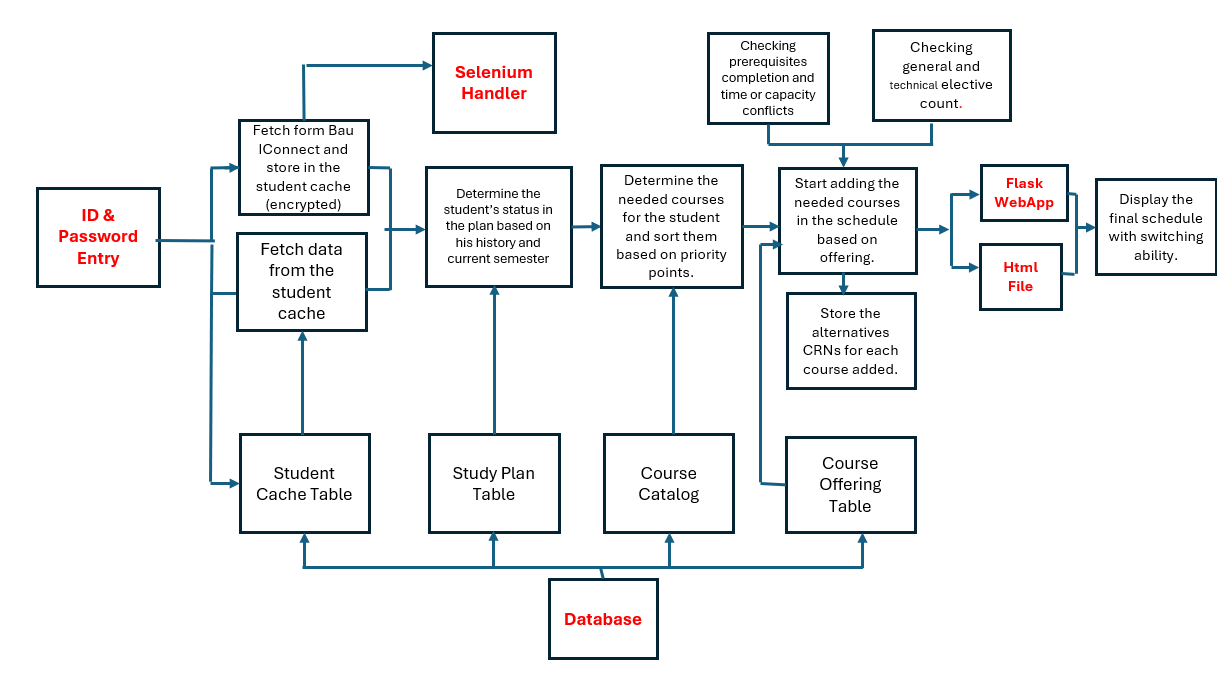 Selenium
Handler
Checking
prerequisites
completion and
time or capacity
conflicts
Checking
general and
technical elective
count.
ID &
Password
Entry
Fetch form Bau
IConnect and
store in the
student cache
(encrypted)
Fetch data
from the
student
cache
Determine the
student’s status in
the plan based on
his history and
current semester
Determine the
needed courses
for the student
and sort them
based on priority
points.
Start adding the
needed courses
in the schedule
based on
offering.
Flask
WebApp
Html
File
Display the
final schedule
with switching
ability.
Store the
alternatives
CRNs for each
course added.
Student
Cache Table
Study Plan
Table
Course
Catalog
Course
Offering
Table
Database